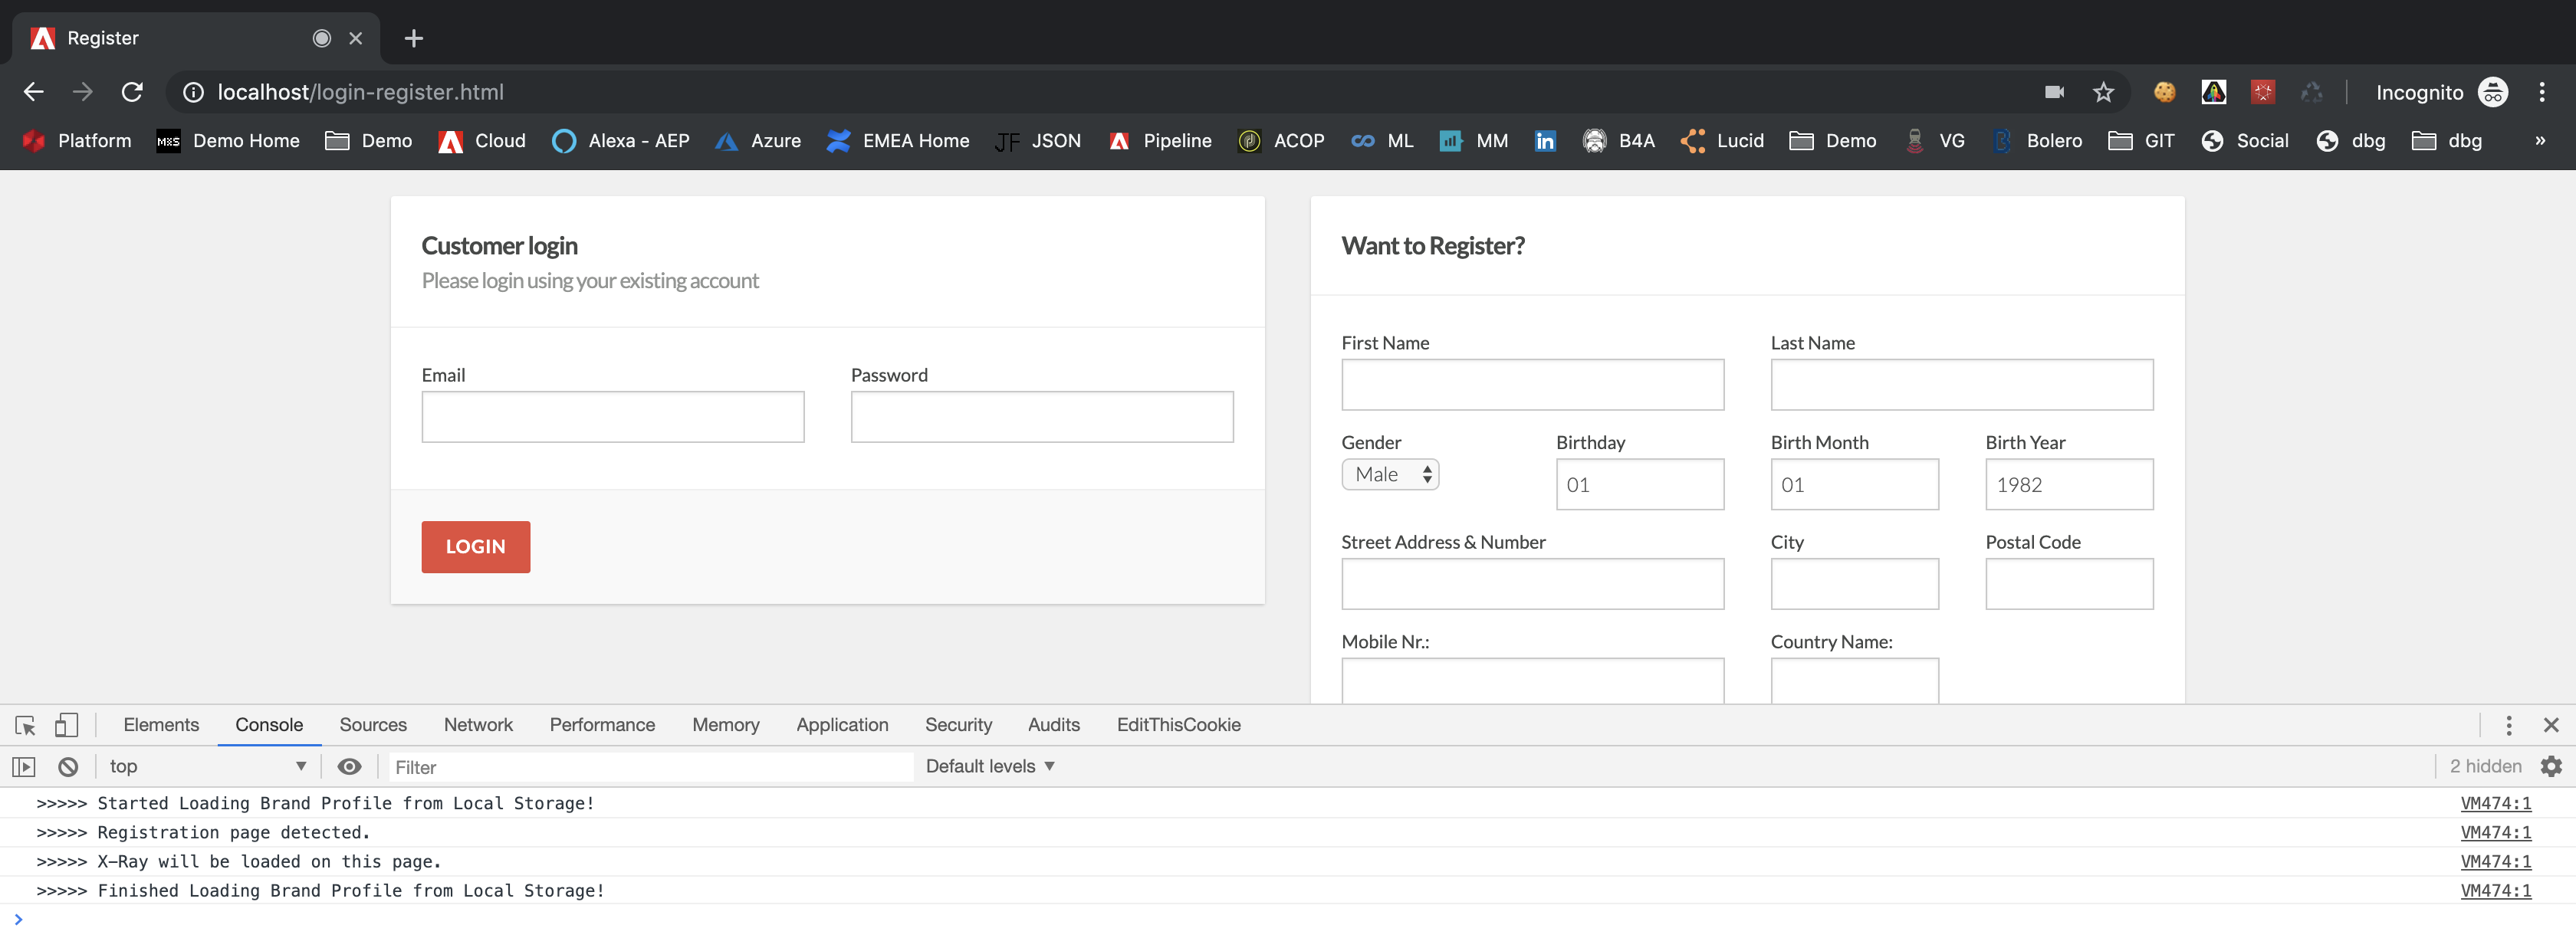 Register
localhost/login-register.html
Incognito
Platform M×S Demo Home Demo Cloud Alexa - AEP Azure EMEA Home JF JSON Pipeline ACOP ML MM in B4A Lucid Demo VG B Bolero GIT Social dbg dbg »
Customer login
Please login using your existing account
Email Password
LOGIN
Want to Register?
First Name Last Name
Gender Birthday Birth Month Birth Year
Male 01 01 1982
Street Address & Number City Postal Code
Mobile Nr.: Country Name:
Elements Console Sources Network Performance Memory Application Security Audits EditThisCookie
top Filter Default levels 2 hidden
>>>>> Started Loading Brand Profile from Local Storage! VM474:1
>>>>> Registration page detected. VM474:1
>>>>> X-Ray will be loaded on this page. VM474:1
>>>>> Finished Loading Brand Profile from Local Storage! VM474:1
>